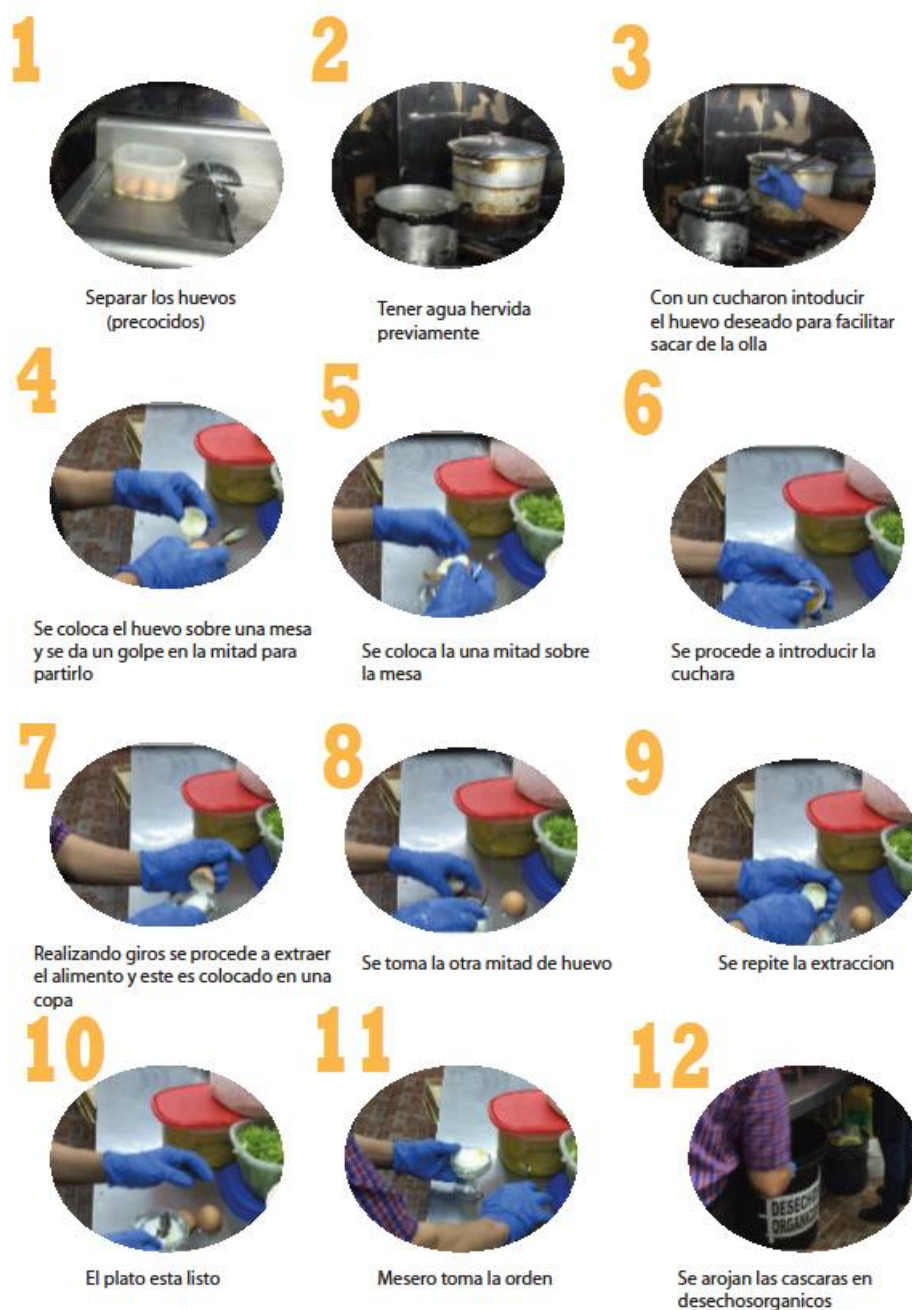 1
2
3
Separar los huevos
(precocidos)
Tener agua hervida
previamente
Con un cucharon intoducir
el huevo deseado para facilitar
sacar de la olla
4
5
6
Se coloca el huevo sobre una mesa
y se da un golpe en la mitad para
partirlo
Se coloca la una mitad sobre
la mesa
Se procede a introducir la
cuchara
7
8
9
Realizando giros se procede a extraer
el alimento y este es colocado en una
copa
Se toma la otra mitad de huevo
Se repite la extraccion
10
11
12
DESECHOS
ORGANICOS
El plato esta listo
Mesero toma la orden
Se arojan las cascaras en
desechosorganicos